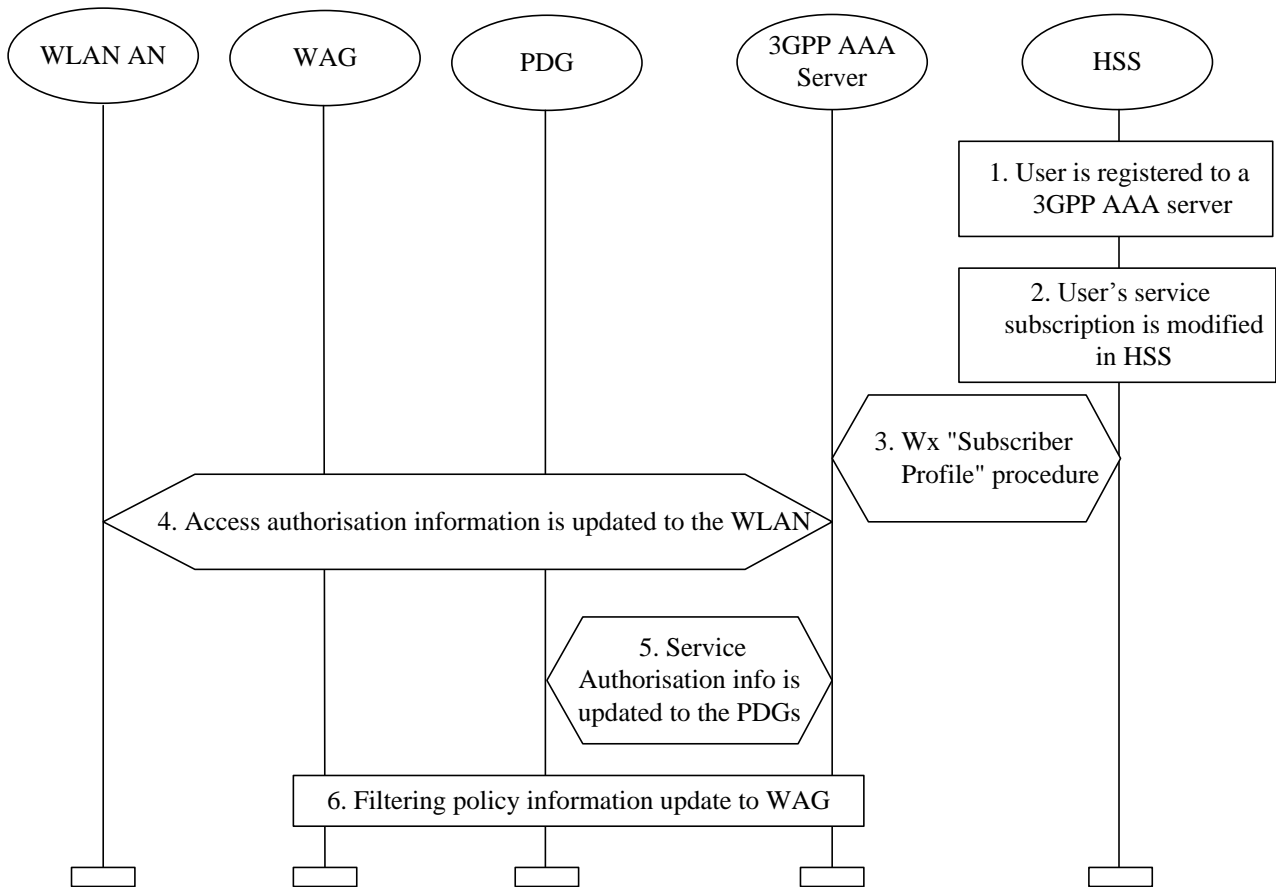 WLAN AN
WAG
PDG
3GPP AAA
Server
HSS
1. User is registered to a
3GPP AAA server
2. User’s service
subscription is modified
in HSS
3. Wx "Subscriber
Profile" procedure
4. Access authorisation information is updated to the WLAN
5. Service
Authorisation info is
updated to the PDGs
6. Filtering policy information update to WAG